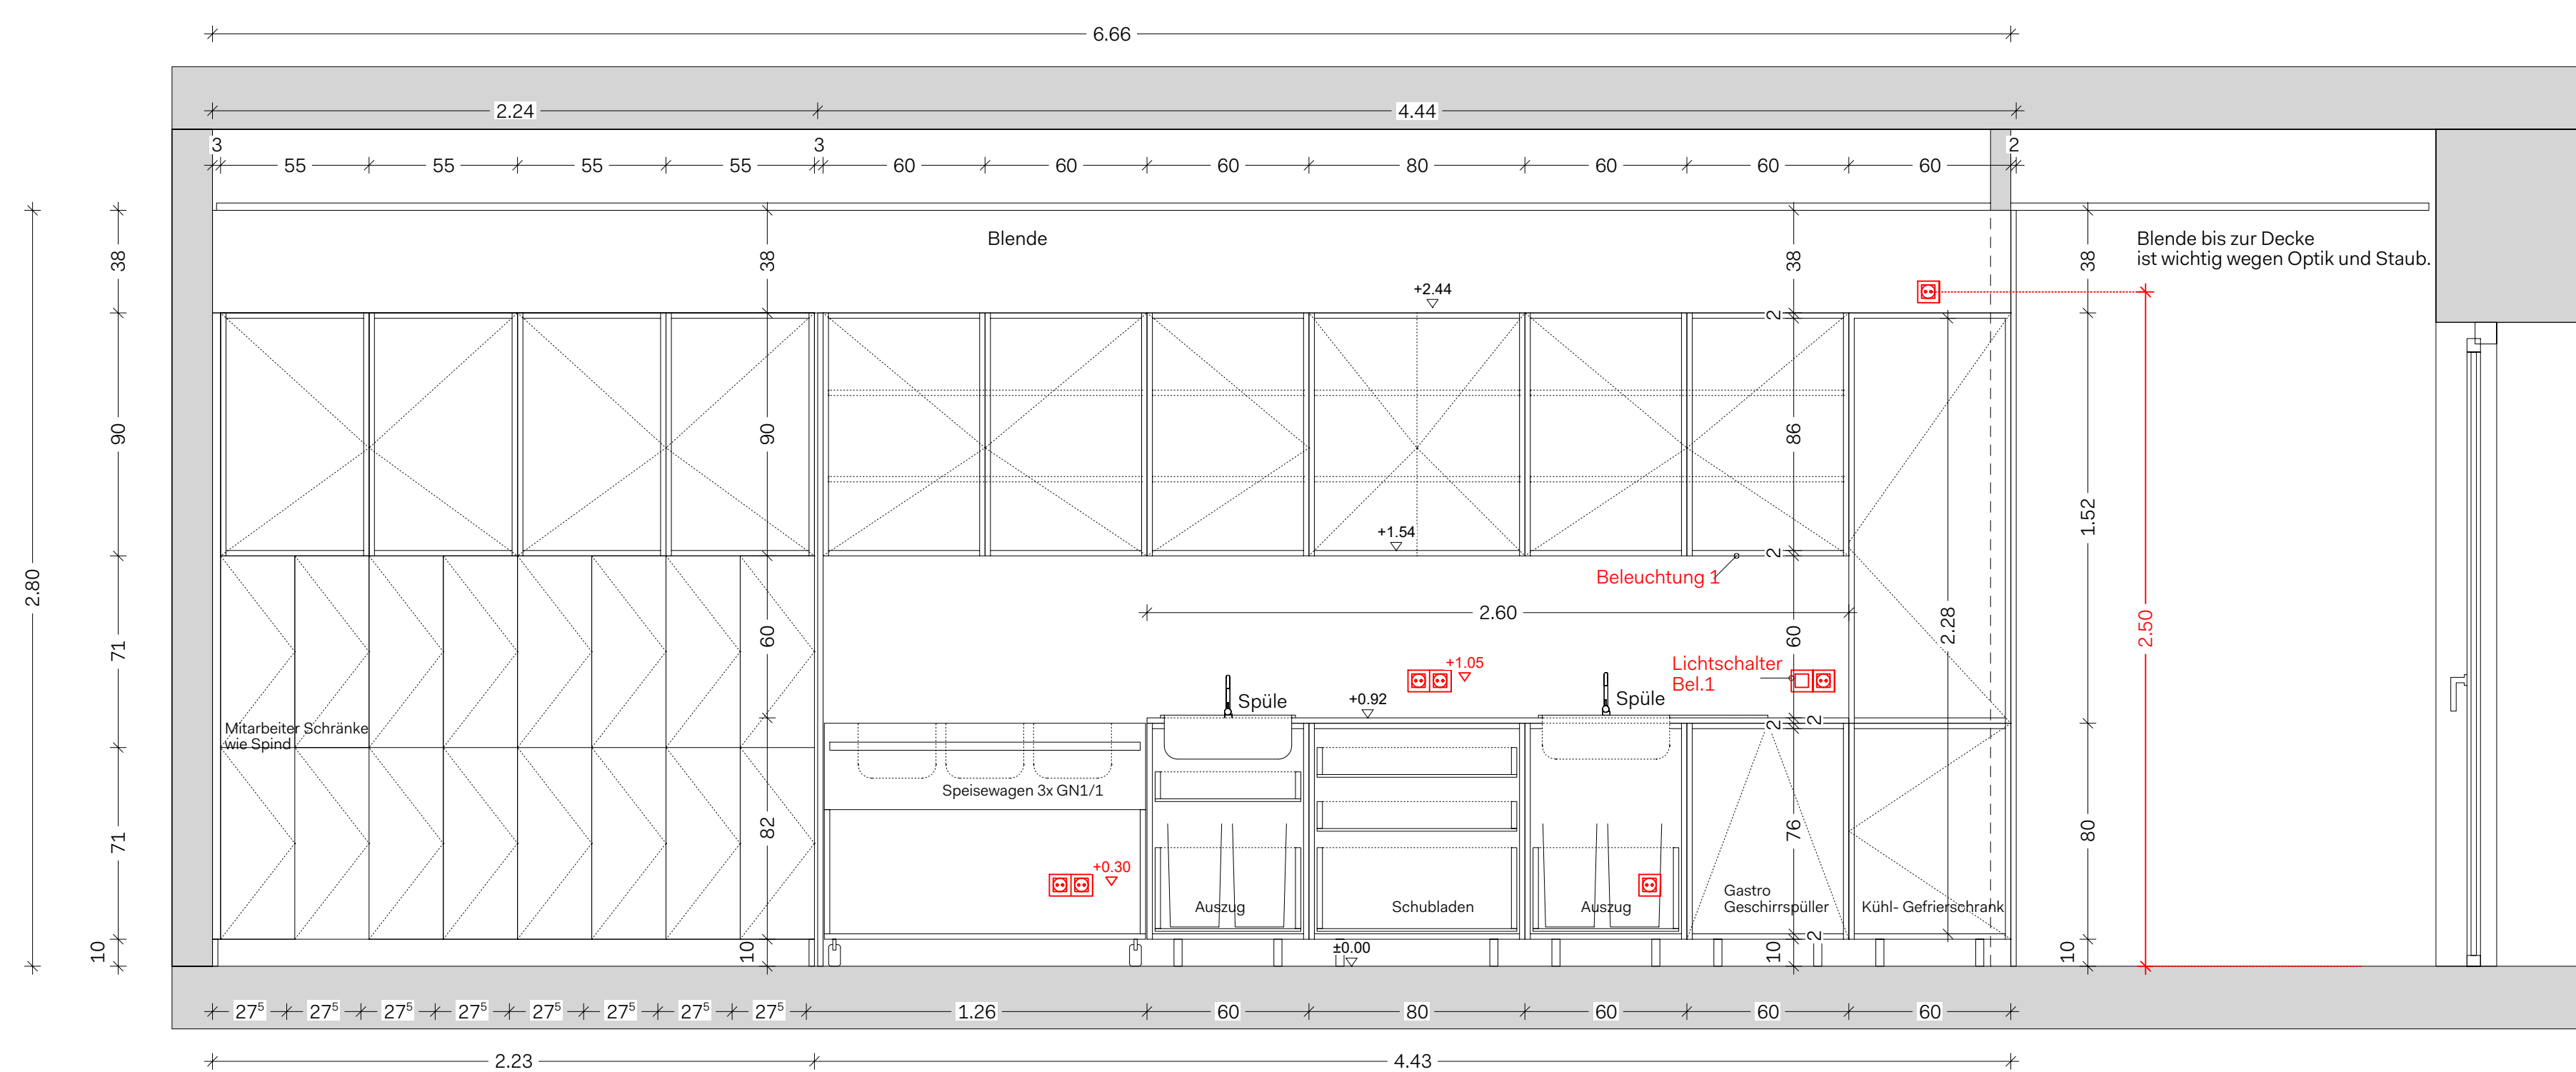 6.66
2.24 4.44
3 3 2
55 55 55 55 60 60 60 80 60 60 60
38 38 38 38
Blende
Blende bis zur Decke
ist wichtig wegen Optik und Staub.
+2.44
2
90 90 86
1.52
+1.54
2
Beleuchtung 1
2.80
2.60
71 60 60 2.28 2.50
+1.05
Lichtschalter
Bel.1
Spüle +0.92 Spüle
2 2
Mitarbeiter Schränke
wie Spind
Speisewagen 3x GN1/1
71 82 76 80
+0.30
Gastro
Geschirrspüller
Auszug Schubladen Auszug Kühl- Gefrierschrank
2
±0.00
10 10 10 10
27⁵ 27⁵ 27⁵ 27⁵ 27⁵ 27⁵ 27⁵ 27⁵ 1.26 60 80 60 60 60
2.23 4.43